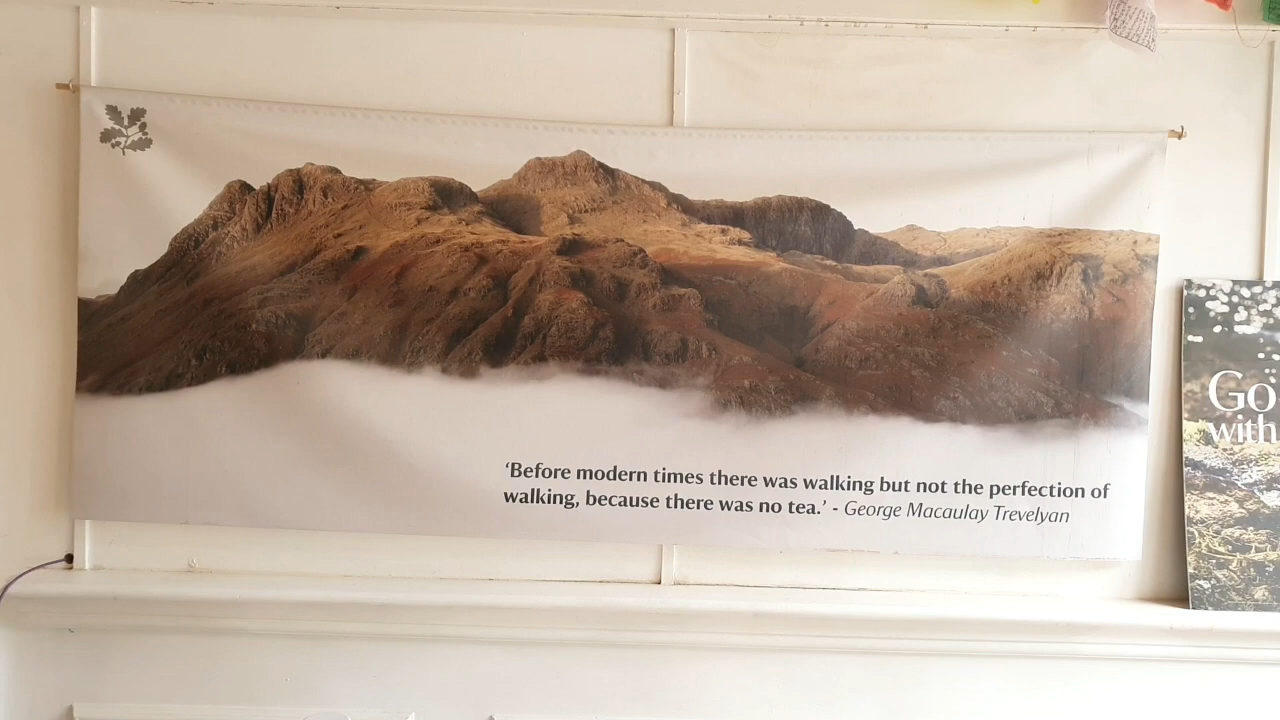 ‘Before modern times there was walking but not the perfection of
walking, because there was no tea.’ - George Macaulay Trevelyan
Go
with